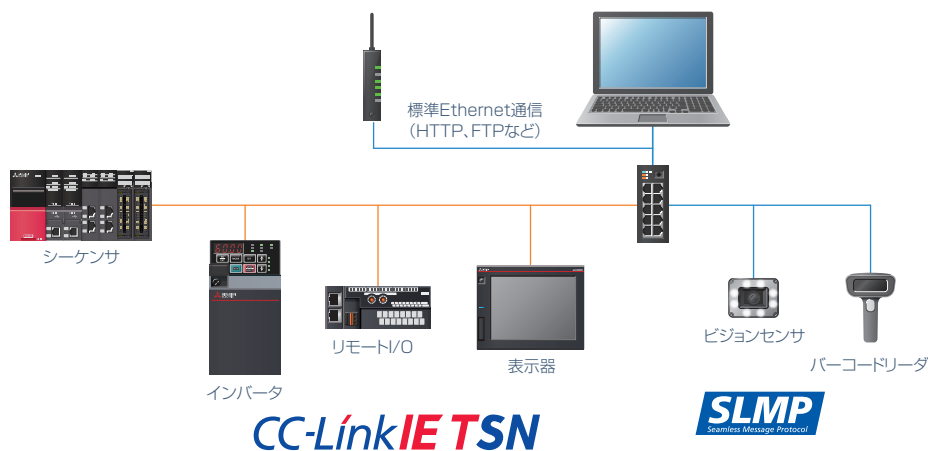 標準Ethernet通信
（HTTP、FTPなど）
シーケンサ
6000
インバータ
リモートI/O
表示器
ビジョンセンサ
バーコードリーダ
CC-Link IE TSN
SLMP
Seamless Message Protocol